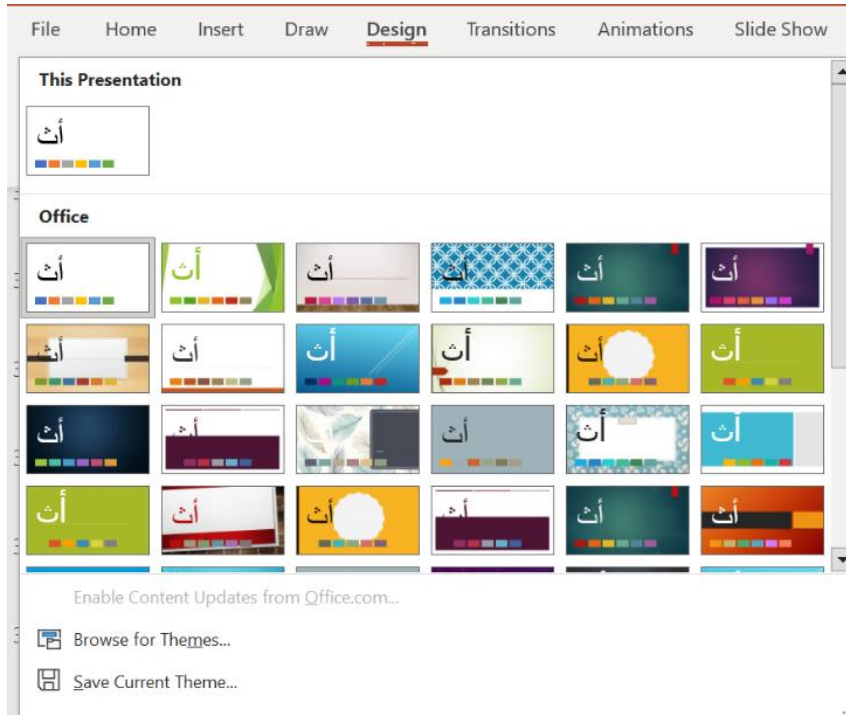 File Home Insert Draw Design Transitions Animations Slide Show
This Presentation
أث
Office
أث أث أث أث أث أث
أث أث أث أث أث أث
أث أث أث أث أث
أث أث أث أث أث أث
Enable Content Updates from Office.com...
Browse for Themes...
Save Current Theme...